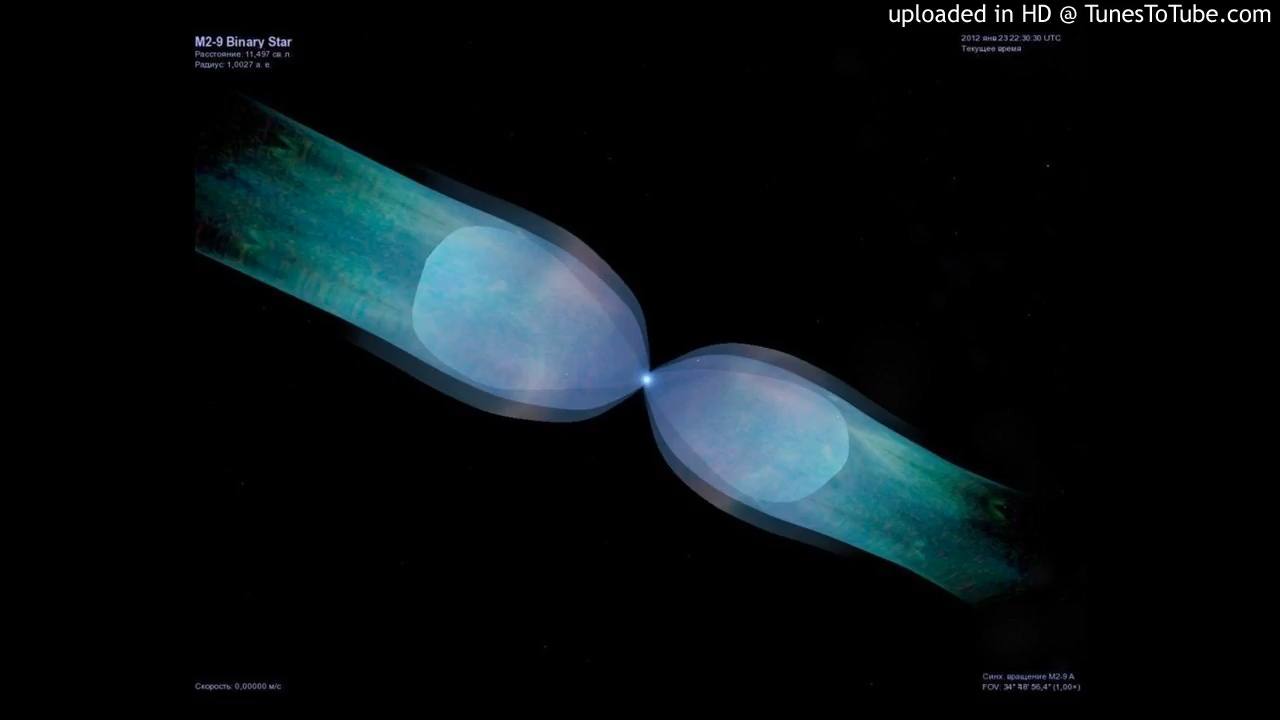 uploaded in HD @ TunesToTube.com
M2-9 Binary Star
Расстояние: 11,497 св. л.
Радиус: 1,0027 а. е.
2012 янв 23 22:30:30 UTC
Текущее время
Скорость: 0,00000 м/с
Синх. вращение M2-9 A
FOV: 34° 48' 56,4" (1,00×)